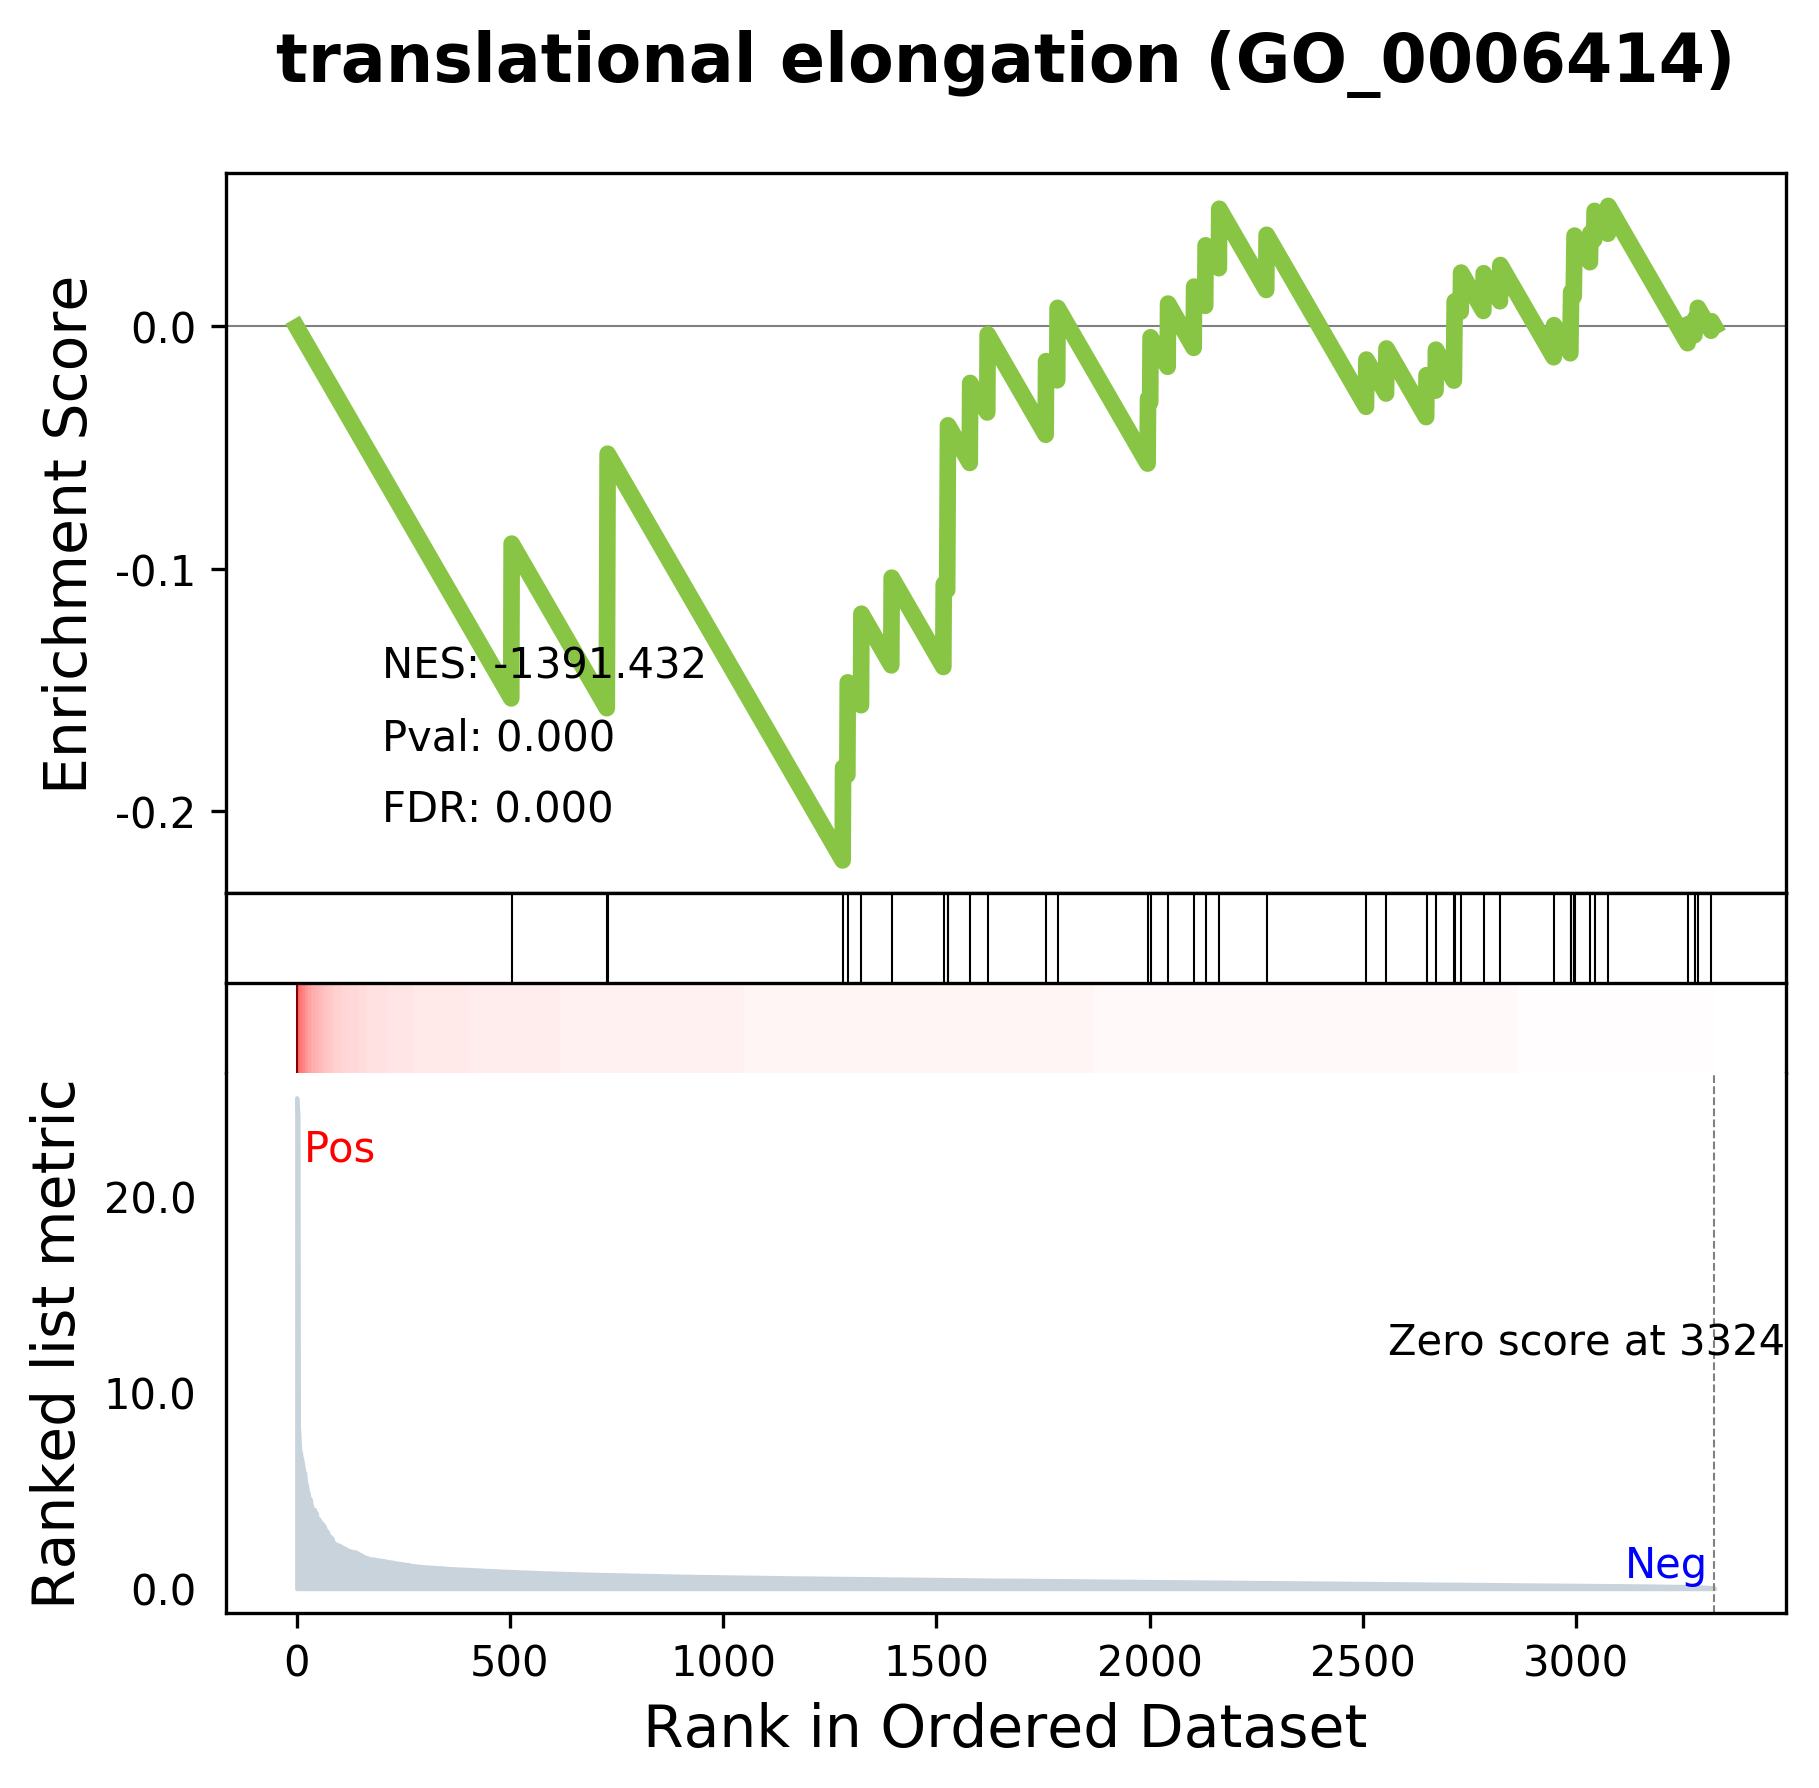 translational elongation (GO_0006414)
Enrichment Score
0.0
-0.1
-0.2
NES: -1391.432
Pval: 0.000
FDR: 0.000
Ranked list metric
Pos
20.0
10.0
0.0
Zero score at 3324
Neg
0 500 1000 1500 2000 2500 3000
Rank in Ordered Dataset